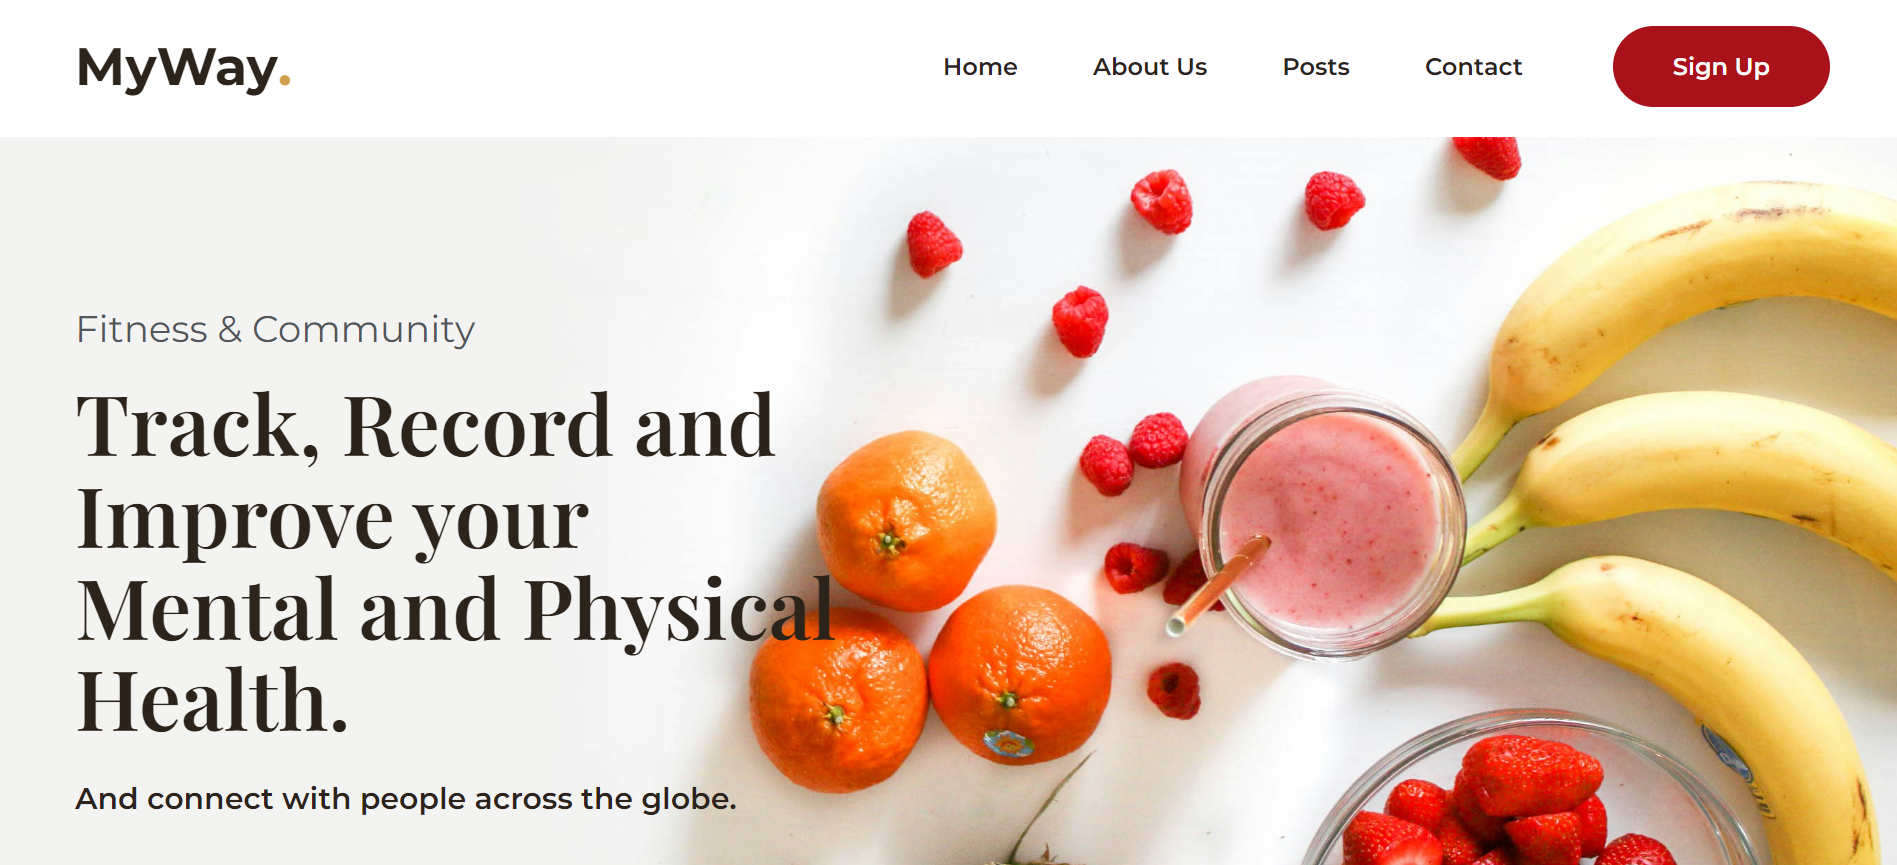 MyWay.
Home
About Us
Posts
Contact
Sign Up
Fitness & Community
Track, Record and
Improve your
Mental and Physical
Health.
And connect with people across the globe.